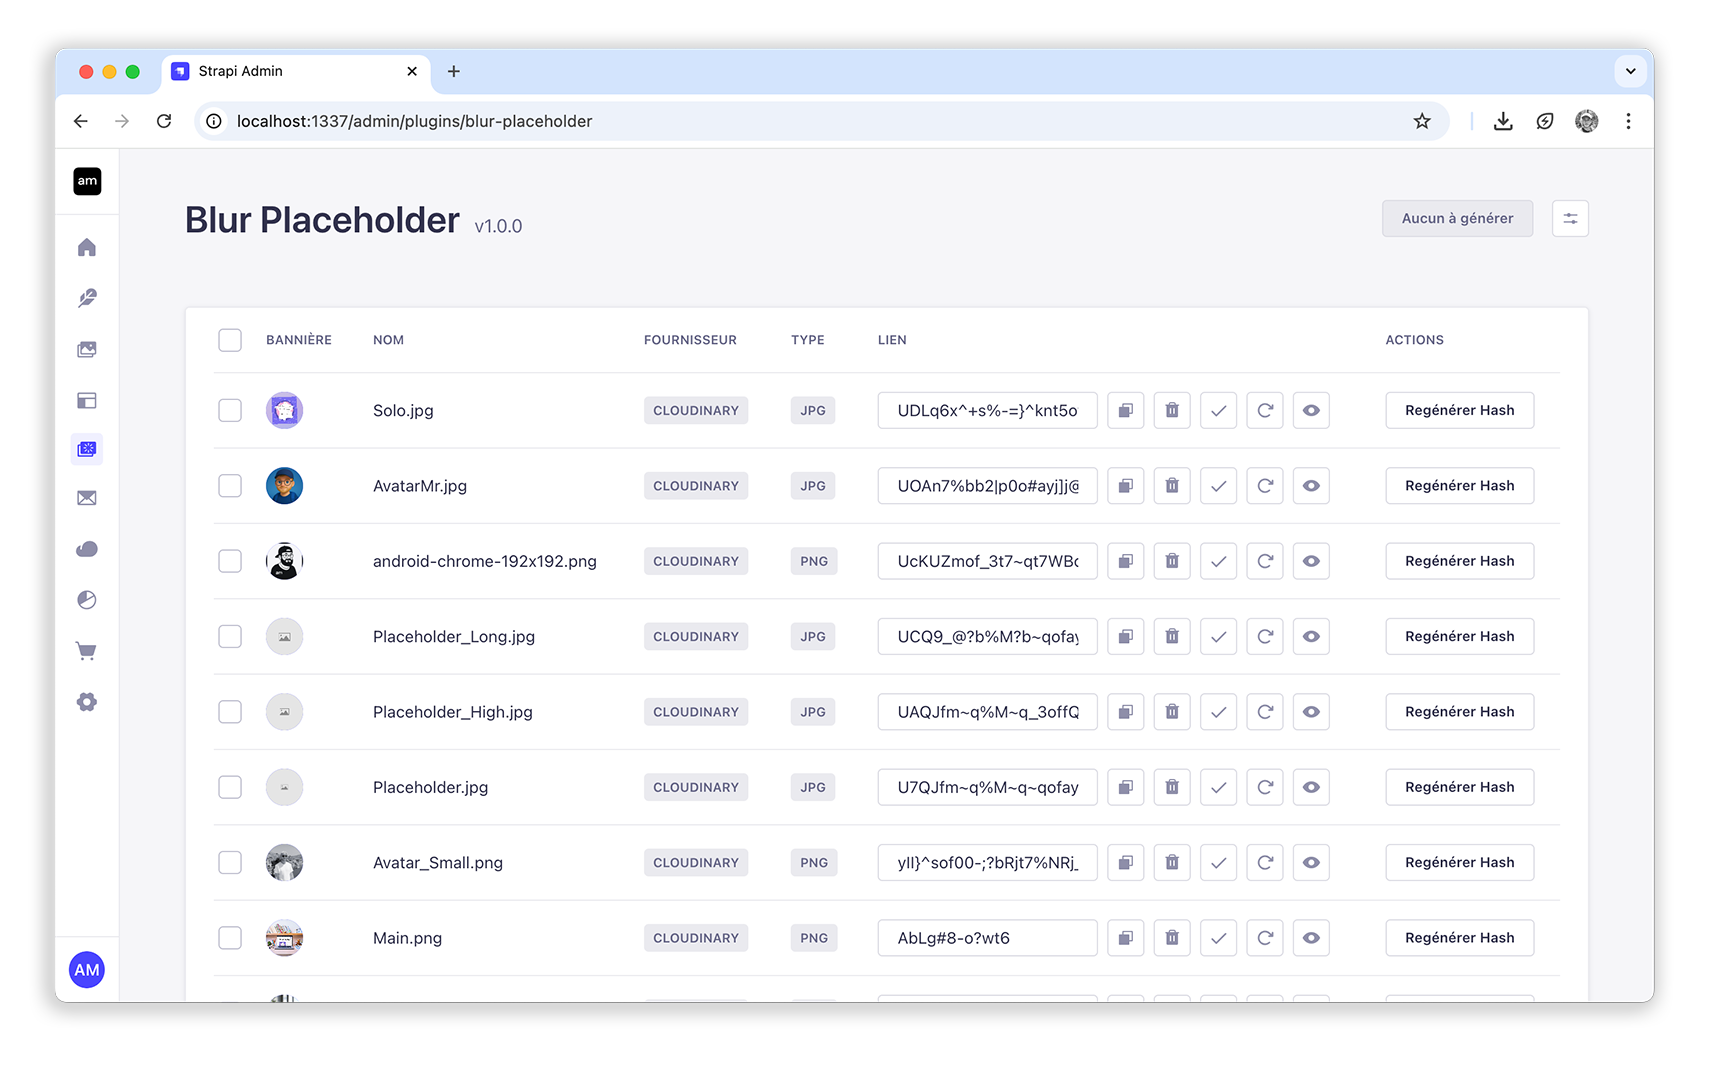 Strapi Admin
localhost:1337/admin/plugins/blur-placeholder
am
Blur Placeholder v1.0.0
Aucun à générer
BANNIÈRE NOM FOURNISSEUR TYPE LIEN ACTIONS
Solo.jpg CLOUDINARY JPG UDLq6x^+s%-=}^knt5o Regénérer Hash
AvatarMr.jpg CLOUDINARY JPG UOAn7%bb2|p0o#ayj]j@ Regénérer Hash
android-chrome-192x192.png CLOUDINARY PNG UcKUZmof_3t7~qt7WBc Regénérer Hash
Placeholder_Long.jpg CLOUDINARY JPG UCQ9_@?b%M?b~qofay Regénérer Hash
Placeholder_High.jpg CLOUDINARY JPG UAQJfm~q%M~q_3offQ Regénérer Hash
Placeholder.jpg CLOUDINARY JPG U7QJfm~q%M~q~qofay Regénérer Hash
Avatar_Small.png CLOUDINARY PNG yII}^sof00-;?bRjt7%NRj_ Regénérer Hash
Main.png CLOUDINARY PNG AbLg#8-o?wt6 Regénérer Hash
AM